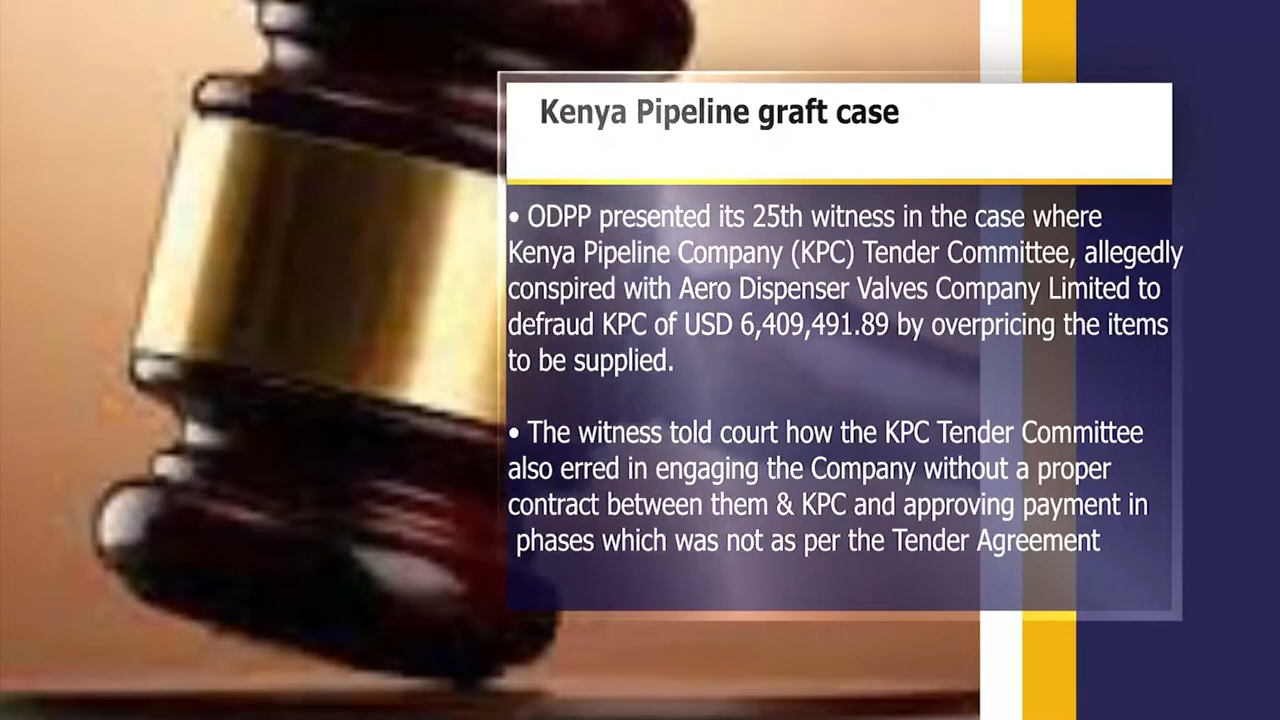 Kenya Pipeline graft case
• ODPP presented its 25th witness in the case where
Kenya Pipeline Company (KPC) Tender Committee, allegedly
conspired with Aero Dispenser Valves Company Limited to
defraud KPC of USD 6,409,491.89 by overpricing the items
to be supplied.
• The witness told court how the KPC Tender Committee
also erred in engaging the Company without a proper
contract between them & KPC and approving payment in
phases which was not as per the Tender Agreement